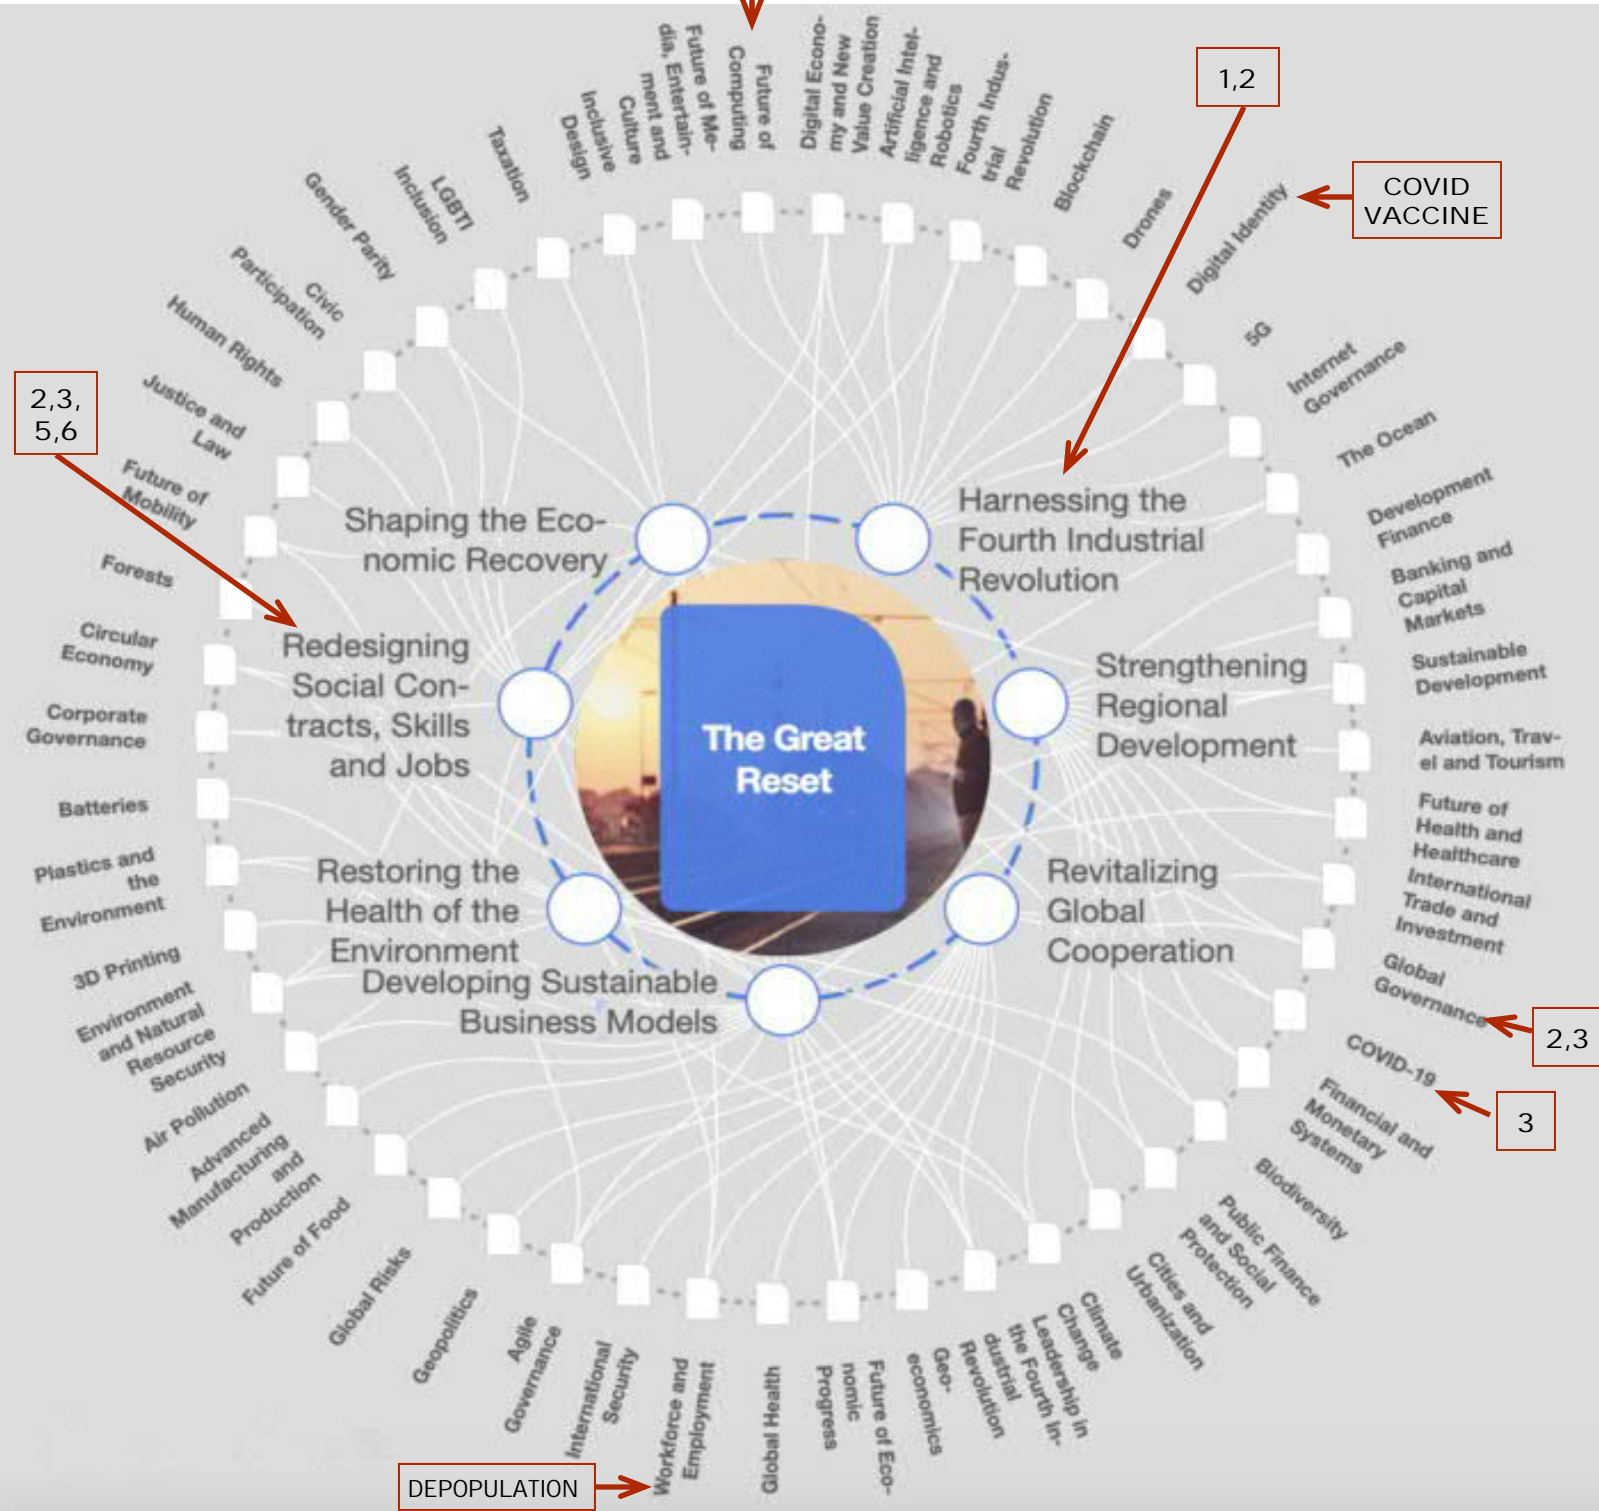 Future of Me-
dia, Entertain-
ment and
Culture
Future of
Computing
Digital Econo-
my and New
Value Creation
Artificial Intel-
ligence and
Robotics
Fourth Indus-
trial
Revolution
Blockchain
Drones
Digital Identity
5G
Internet
Governance
The Ocean
Development
Finance
Banking and
Capital
Markets
Sustainable
Development
Aviation, Trav-
el and Tourism
Future of
Health and
Healthcare
International
Trade and
Investment
Global
Governance
COVID-19
Financial and
Monetary
Systems
Biodiversity
Public Finance
and Social
Protection
Cities and
Urbanization
Climate
Change
Leadership in
the Fourth In-
dustrial
Revolution
Geo-
economics
Future of Eco-
nomic
Progress
Global Health
Workforce and
Employment
International
Security
Agile
Governance
Geopolitics
Global Risks
Future of Food
Advanced
Manufacturing
and
Production
Air Pollution
Environment
and Natural
Resource
Security
3D Printing
Plastics and
the
Environment
Batteries
Corporate
Governance
Circular
Economy
Forests
Future of
Mobility
Justice and
Law
Human Rights
Civic
Participation
Gender Parity
LGBTI
Inclusion
Taxation
Inclusive
Design
1,2
COVID
VACCINE
2,3,
5,6
2,3
3
DEPOPULATION
Shaping the Eco-
nomic Recovery
Harnessing the
Fourth Industrial
Revolution
Redesigning
Social Con-
tracts, Skills
and Jobs
Strengthening
Regional
Development
The Great
Reset
Restoring the
Health of the
Environment
Revitalizing
Global
Cooperation
Developing Sustainable
Business Models